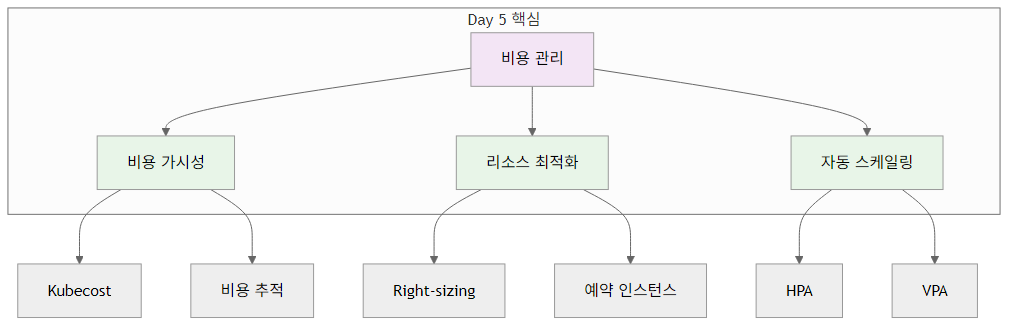 Day 5 핵심
비용 관리
비용 가시성
리소스 최적화
자동 스케일링
Kubecost
비용 추적
Right-sizing
예약 인스턴스
HPA
VPA